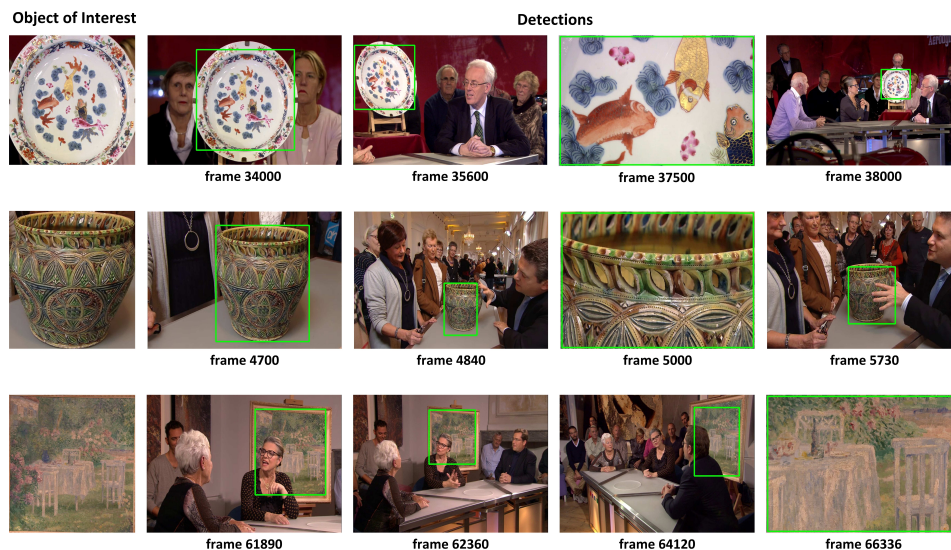 Object of Interest
Detections
frame 34000
frame 35600
frame 37500
frame 38000
frame 4700
frame 4840
frame 5000
frame 5730
frame 61890
frame 62360
frame 64120
frame 66336